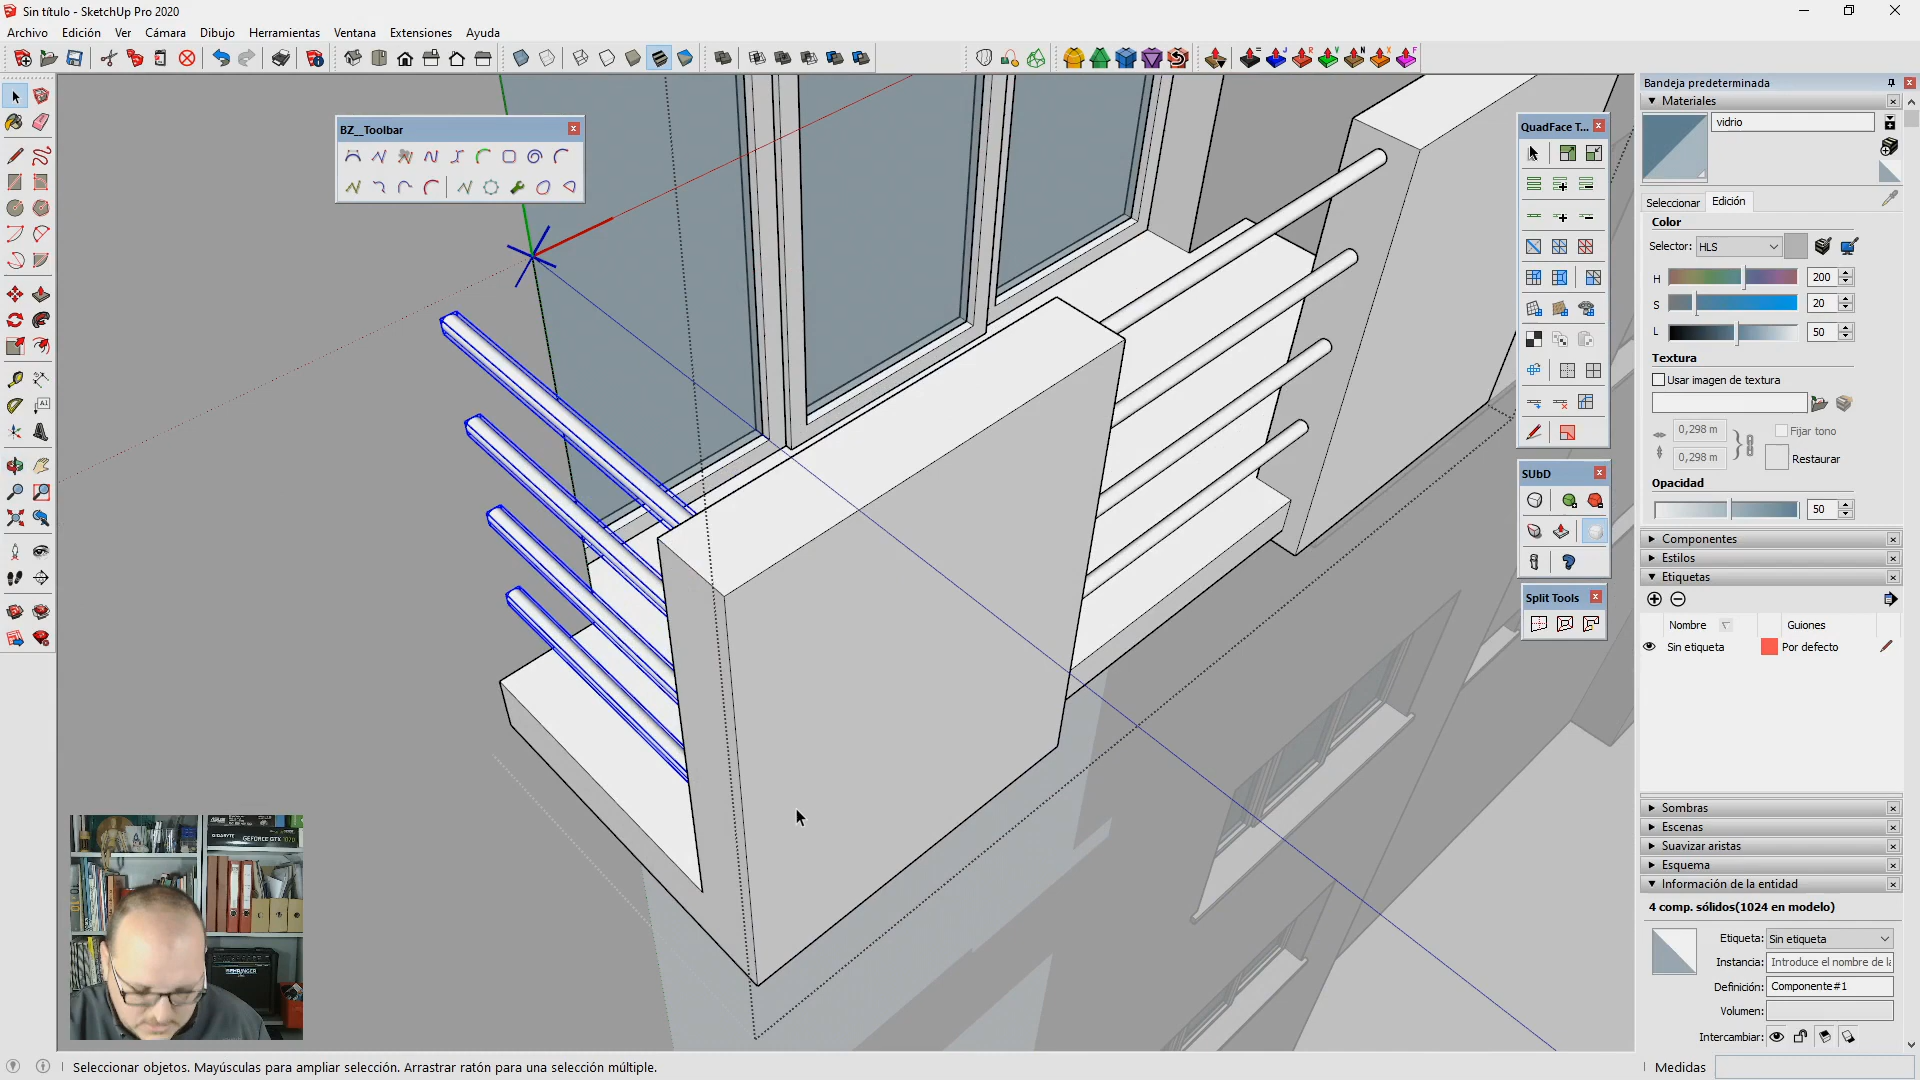 Sin título - SketchUp Pro 2020
Archivo Edición Ver Cámara Dibujo Herramientas Ventana Extensiones Ayuda
BZ__Toolbar
QuadFace T...
SUbD
Split Tools
Bandeja predeterminada
Materiales
vidrio
Seleccionar Edición
Color
Selector: HLS
H 200
S 20
L 50
Textura
Usar imagen de textura
0,298 m Fijar tono
0,298 m Restaurar
Opacidad
50
Componentes
Estilos
Etiquetas
Nombre Guiones
Sin etiqueta Por defecto
Sombras
Escenas
Suavizar aristas
Esquema
Información de la entidad
4 comp. sólidos(1024 en modelo)
Etiqueta: Sin etiqueta
Instancia: Introduce el nombre de la
Definición: Componente#1
Volumen:
Intercambiar:
Seleccionar objetos. Mayúsculas para ampliar selección. Arrastrar ratón para una selección múltiple.
Medidas